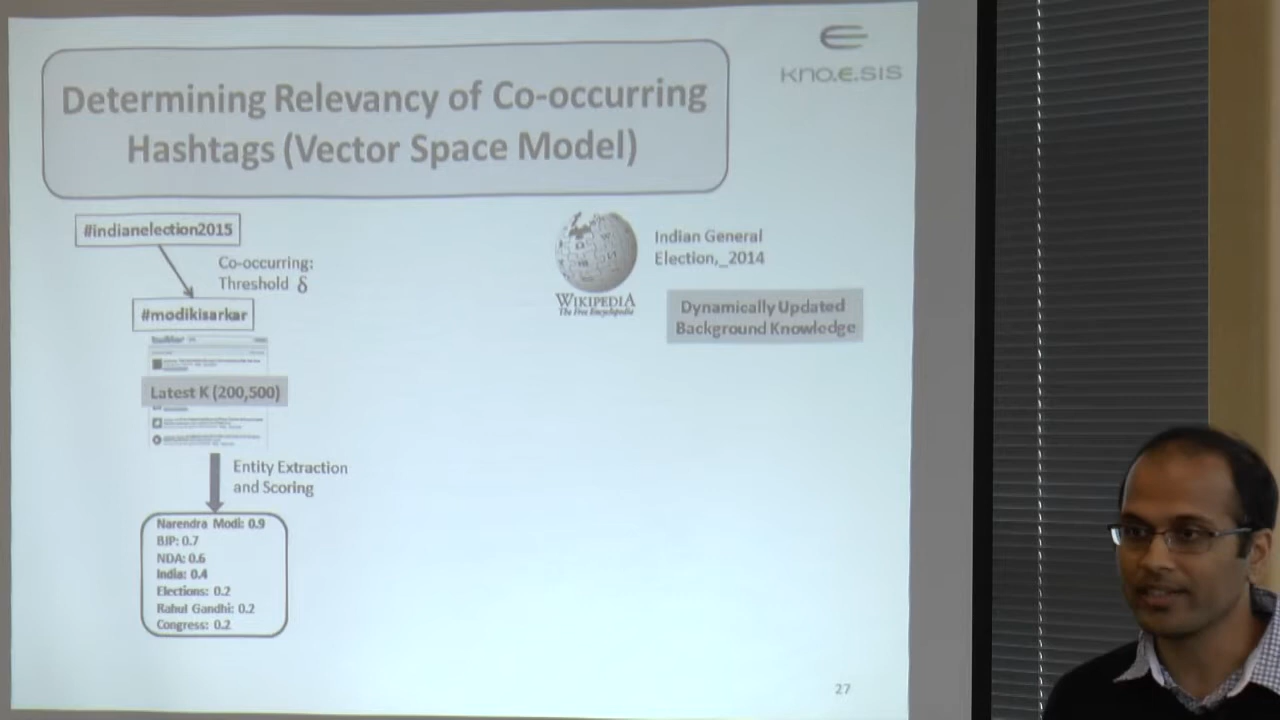 kno.e.sis
Determining Relevancy of Co-occurring
Hashtags (Vector Space Model)
#indianelection2015
Co-occurring:
Threshold δ
#modikisarkar
Latest K (200,500)
Entity Extraction
and Scoring
Narendra Modi: 0.9
BJP: 0.7
NDA: 0.6
India: 0.4
Elections: 0.2
Rahul Gandhi: 0.2
Congress: 0.2
WIKIPEDIA
The Free Encyclopedia
Indian General
Election,_2014
Dynamically Updated
Background Knowledge
27